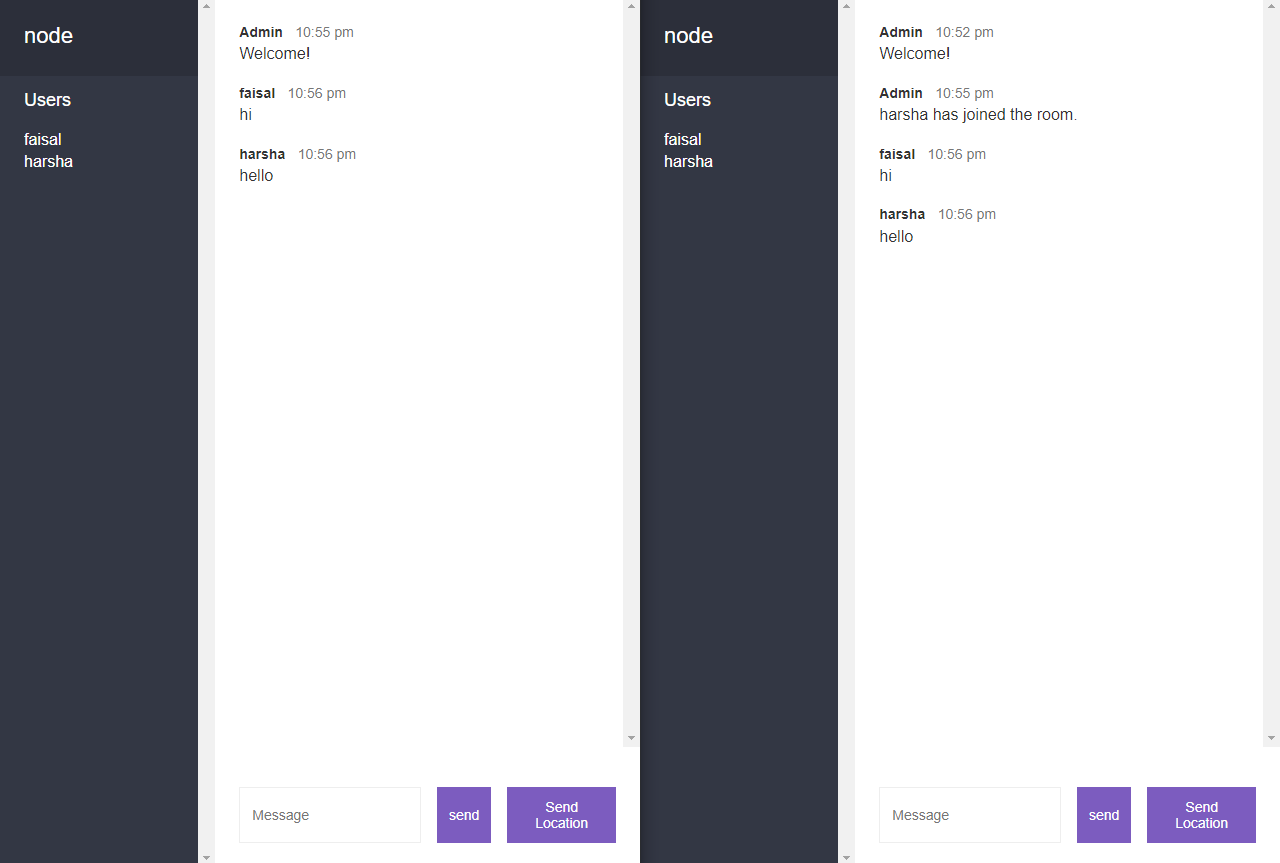 node
Users
faisal
harsha
Admin 10:55 pm
Welcome!
faisal 10:56 pm
hi
harsha 10:56 pm
hello
Message
send
Send
Location
node
Users
faisal
harsha
Admin 10:52 pm
Welcome!
Admin 10:55 pm
harsha has joined the room.
faisal 10:56 pm
hi
harsha 10:56 pm
hello
Message
send
Send
Location